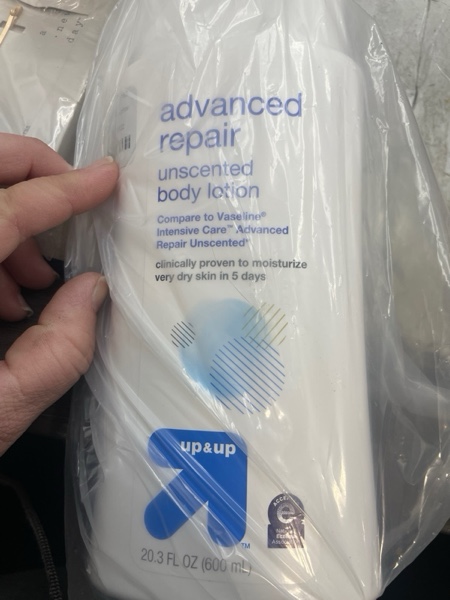 advanced
repair
unscented
body lotion
Compare to Vaseline®
Intensive Care™ Advanced
Repair Unscented*
clinically proven to moisturize
very dry skin in 5 days
up&up
™
20.3 FL OZ (600 mL)